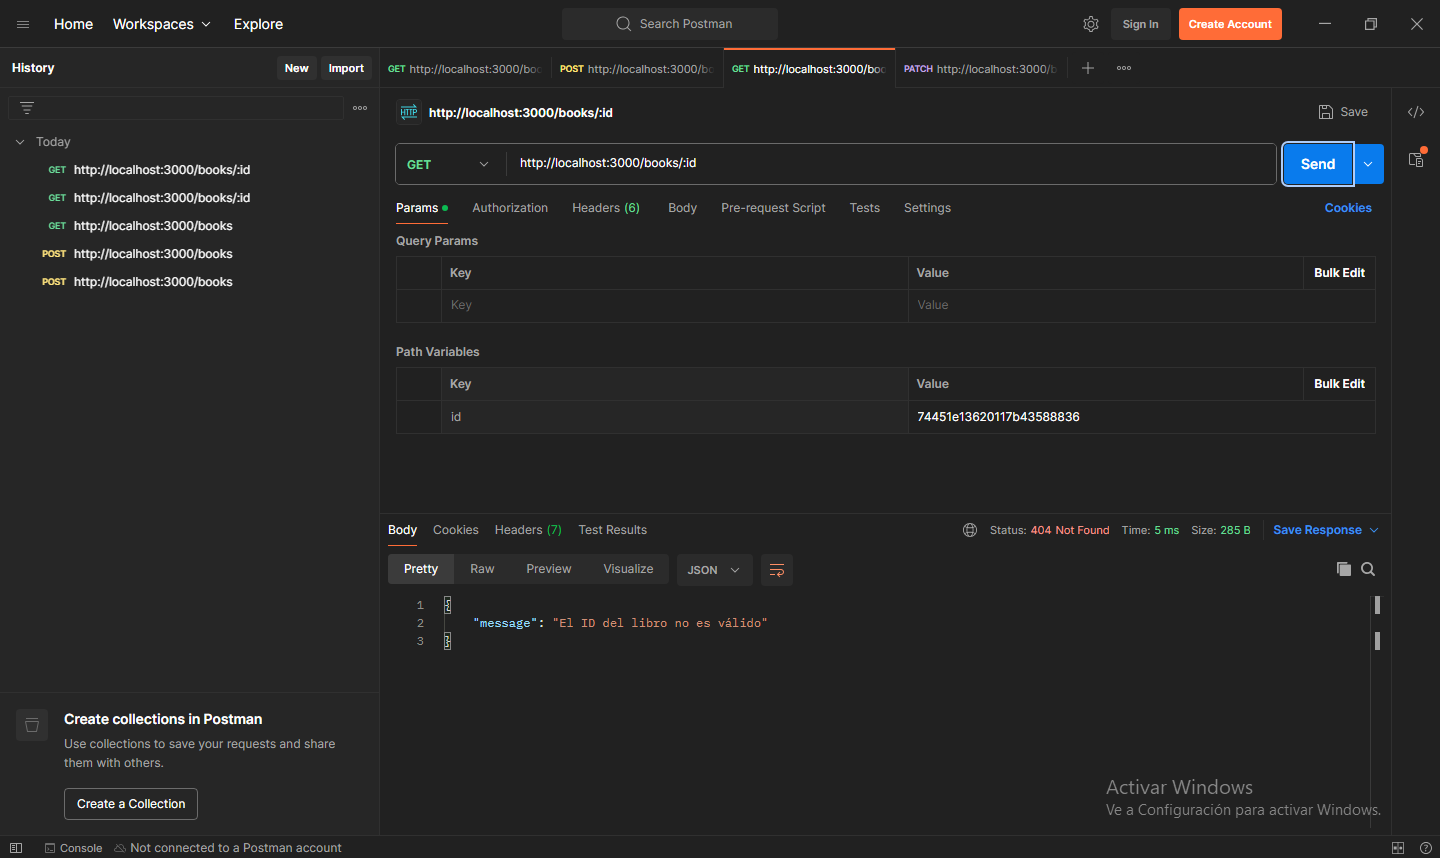 Home Workspaces Explore Search Postman Sign In Create Account
History New Import
GET http://localhost:3000/boo POST http://localhost:3000/b GET http://localhost:3000/boo PATCH http://localhost:3000/b
http://localhost:3000/books/:id Save
Today
GET http://localhost:3000/books/:id
GET http://localhost:3000/books/:id
GET http://localhost:3000/books
POST http://localhost:3000/books
POST http://localhost:3000/books
GET http://localhost:3000/books/:id Send
Params Authorization Headers (6) Body Pre-request Script Tests Settings Cookies
Query Params
Key Value Bulk Edit
Key Value
Path Variables
Key Value Bulk Edit
id 74451e13620117b43588836
Body Cookies Headers (7) Test Results Status: 404 Not Found Time: 5 ms Size: 285 B Save Response
Pretty Raw Preview Visualize JSON
1 {
2 "message": "El ID del libro no es válido"
3 }
Create collections in Postman
Use collections to save your requests and share
them with others.
Create a Collection
Activar Windows
Ve a Configuración para activar Windows.
Console Not connected to a Postman account